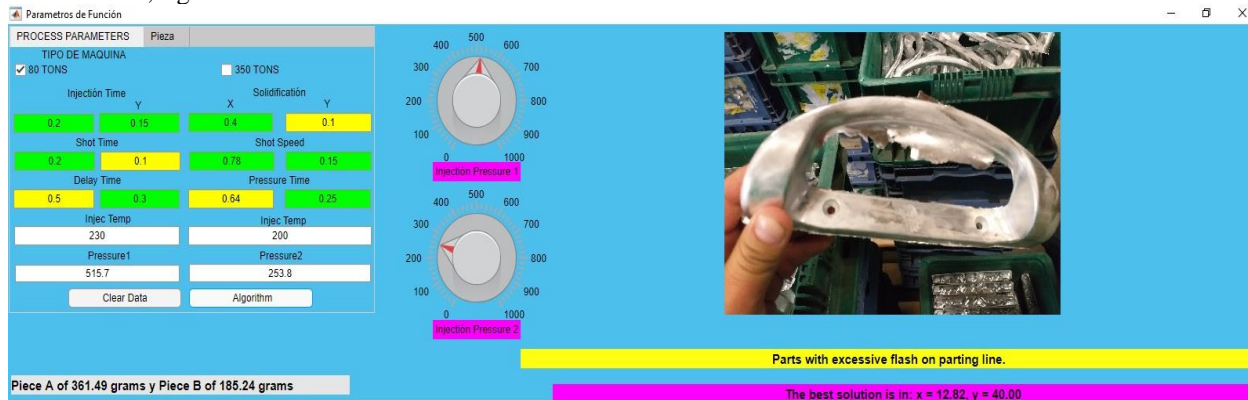 Parametros de Función
PROCESS PARAMETERS Pieza
TIPO DE MAQUINA
80 TONS 350 TONS
Injectión Time Solidificatión
Y X Y
0.2 0.15 0.4 0.1
Shot Time Shot Speed
0.2 0.1 0.78 0.15
Delay Time Pressure Time
0.5 0.3 0.64 0.25
Injec Temp Injec Temp
230 200
Pressure1 Pressure2
515.7 253.8
Clear Data Algorithm
0 100 200 300 400 500 600 700 800 900 1000
Injection Pressure 1
0 100 200 300 400 500 600 700 800 900 1000
Injection Pressure 2
Parts with excessive flash on parting line.
Piece A of 361.49 grams y Piece B of 185.24 grams
The best solution is in: x = 12.82, y = 40.00